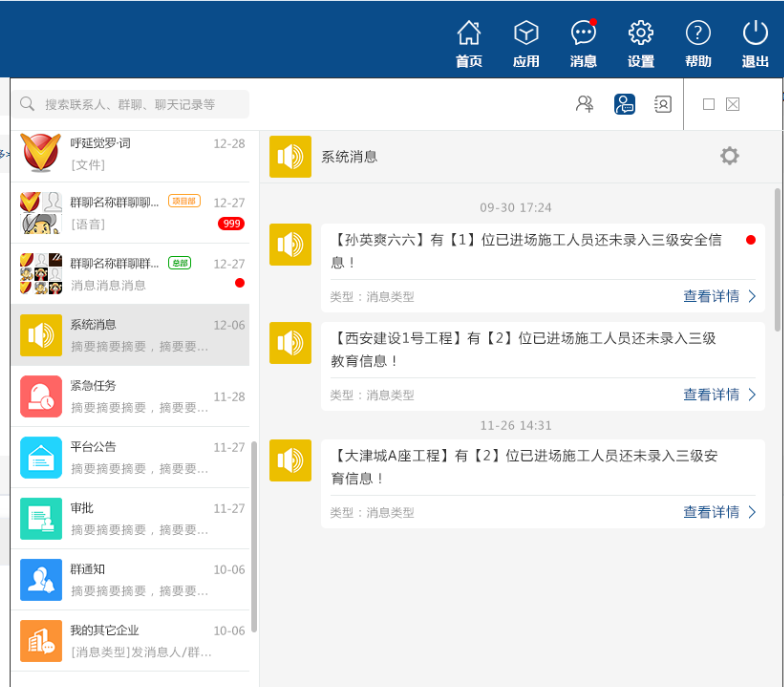 首页
应用
消息
设置
帮助
退出
搜索联系人、群聊、聊天记录等
呼延觉罗·词
12-28
[文件]
群聊名称群聊聊...
项目部
12-27
[语音]
999
群聊名称群聊群...
总部
12-27
消息消息消息
系统消息
12-06
摘要摘要摘要，摘要要...
紧急任务
11-28
摘要摘要摘要，摘要要...
平台公告
11-27
摘要摘要摘要，摘要要...
审批
11-27
摘要摘要摘要，摘要要...
群通知
10-06
摘要摘要摘要，摘要要...
我的其它企业
10-06
[消息类型]发消息人/群...
系统消息
09-30 17:24
【孙英爽六六】有【1】位已进场施工人员还未录入三级安全信
息！
类型：消息类型
查看详情
【西安建设1号工程】有【2】位已进场施工人员还未录入三级
教育信息！
类型：消息类型
查看详情
11-26 14:31
【大津城A座工程】有【2】位已进场施工人员还未录入三级安
育信息！
类型：消息类型
查看详情